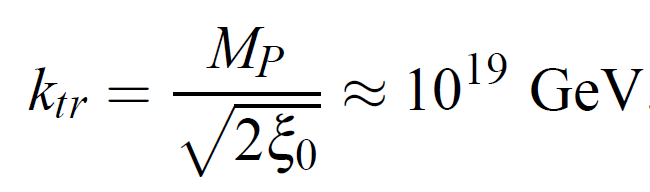 $k_{tr} = \frac{M_P}{\sqrt{2\xi_0}} \approx 10^{19}$ GeV.